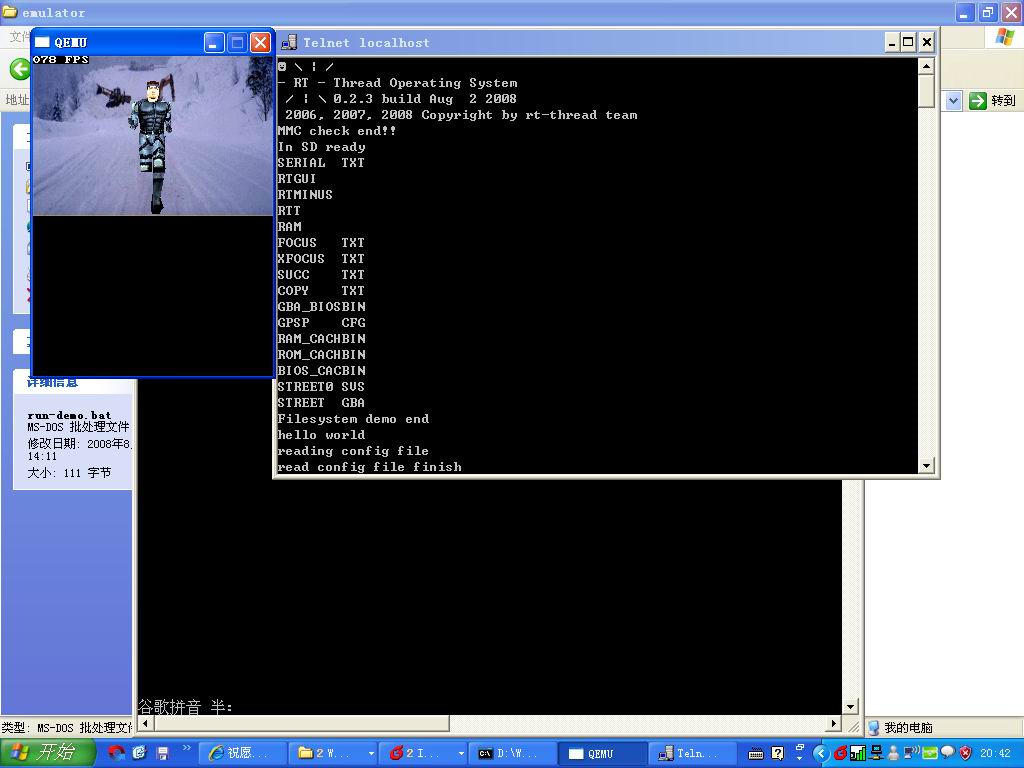 emulator
文件
QEMU
078 FPS
Telnet localhost
\ | /
- RT - Thread Operating System
/ | \ 0.2.3 build Aug  2 2008
2006, 2007, 2008 Copyright by rt-thread team
MMC check end!!
In SD ready
SERIAL  TXT
RTGUI
RTMINUS
RTT
RAM
FOCUS   TXT
XFOCUS  TXT
SUCC    TXT
COPY    TXT
GBA_BIOSBIN
GPSP    CFG
RAM_CACHBIN
ROM_CACHBIN
BIOS_CACBIN
STREET0 SVS
STREET  GBA
Filesystem demo end
hello world
reading config file
read config file finish
地址
转到
详细信息
run-demo.bat
MS-DOS 批处理文件
修改日期: 2008年8
14:11
大小: 111 字节
谷歌拼音 半:
类型: MS-DOS 批处理文件
我的电脑
开始
祝愿...
2 W...
2 I...
D:\W...
QEMU
Teln...
20:42